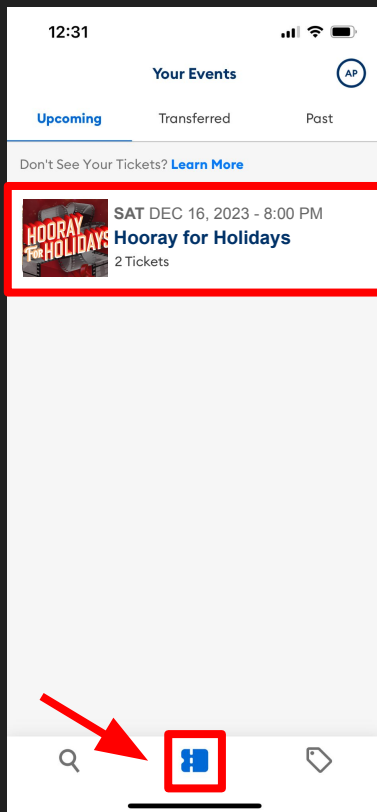 12:31
Your Events
AP
Upcoming Transferred Past
Don't See Your Tickets? Learn More
HOORAY
FOR HOLIDAYS
SAT DEC 16, 2023 - 8:00 PM
Hooray for Holidays
2 Tickets